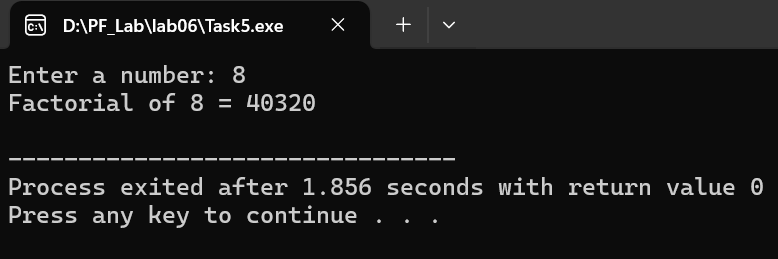 D:\PF_Lab\lab06\Task5.exe
Enter a number: 8
Factorial of 8 = 40320
--------------------------------
Process exited after 1.856 seconds with return value 0
Press any key to continue . . .